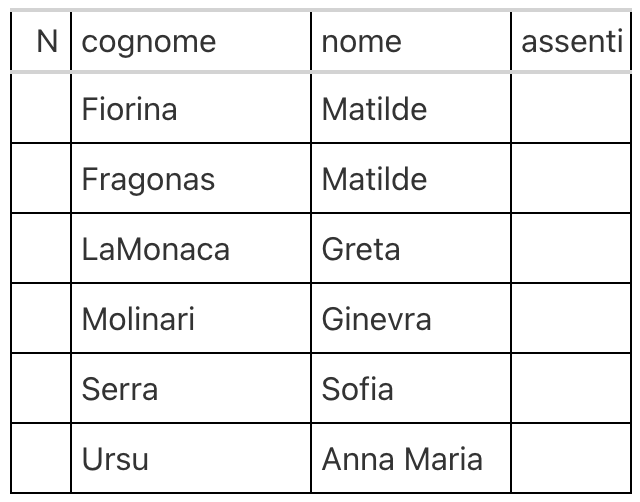 N cognome nome assenti
Fiorina Matilde
Fragonas Matilde
LaMonaca Greta
Molinari Ginevra
Serra Sofia
Ursu Anna Maria